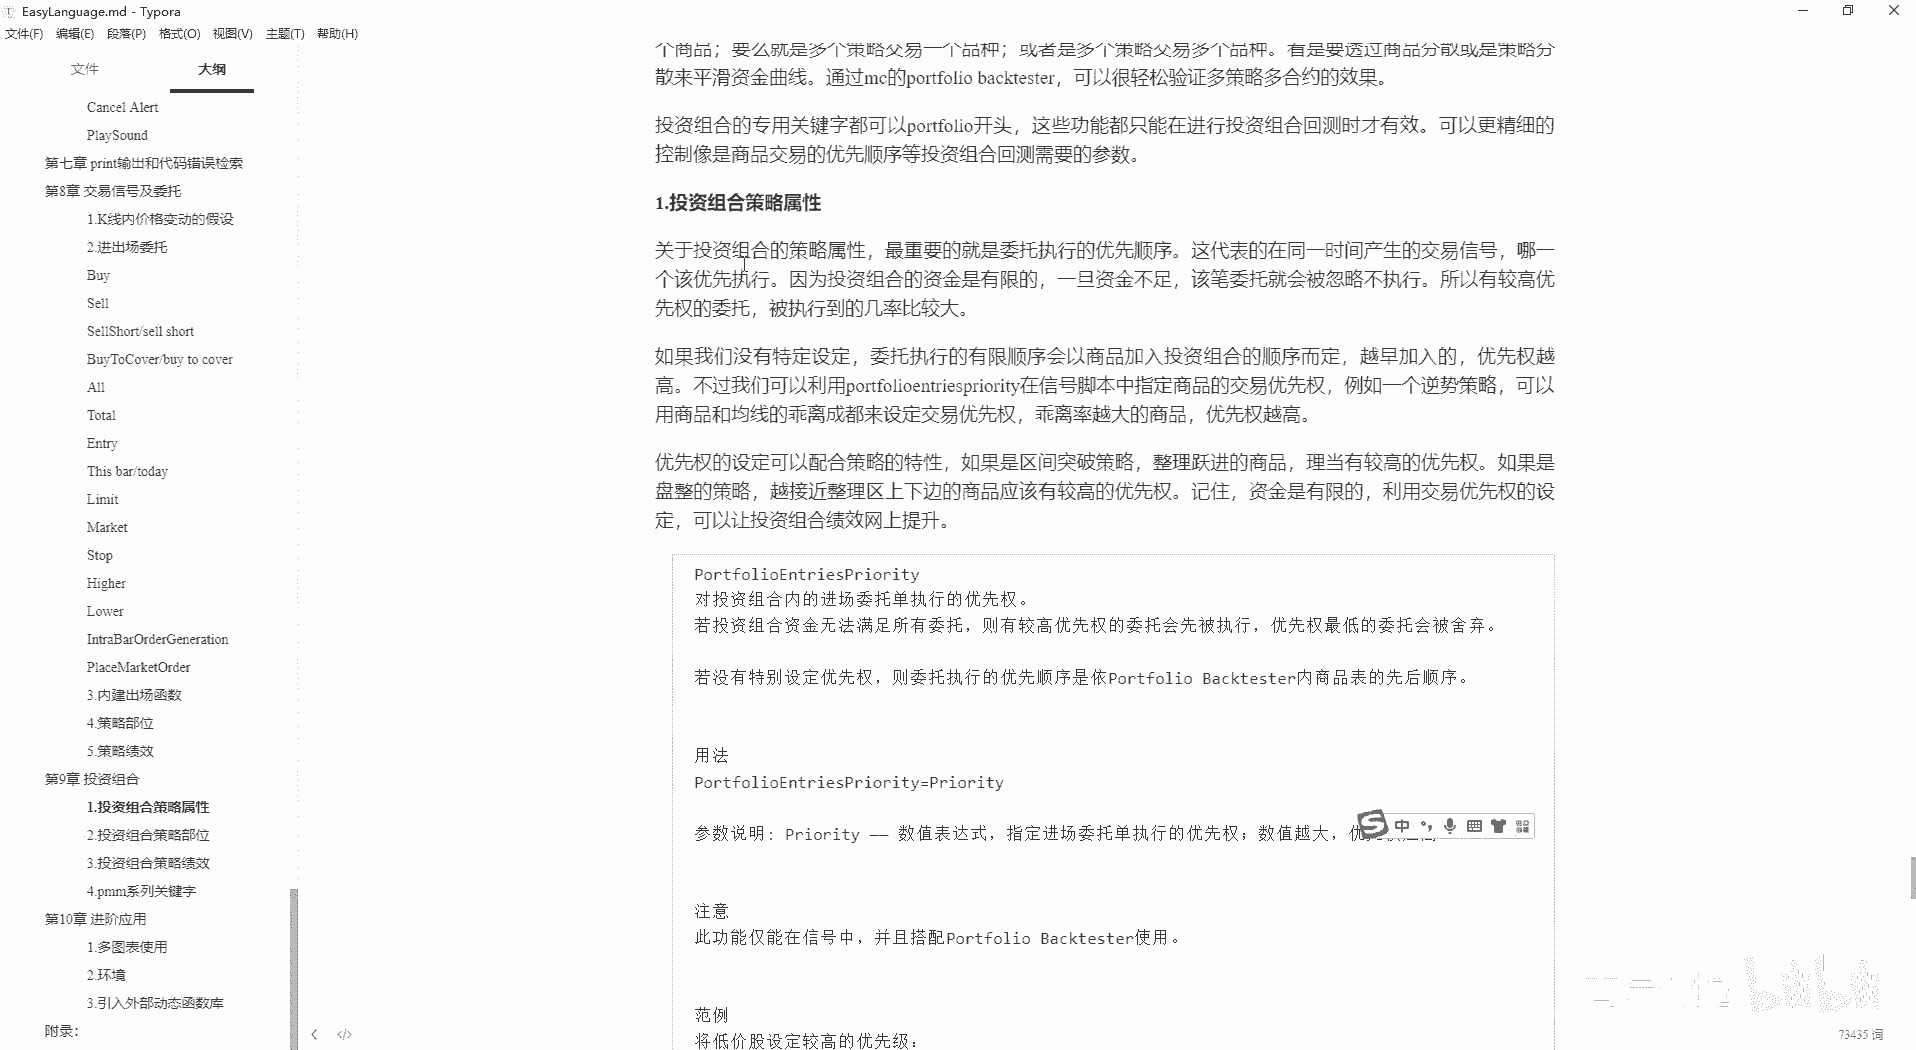 EasyLanguage.md - Typora
文件(F) 编辑(E) 段落(P) 格式(O) 视图(V) 主题(T) 帮助(H)
文件 大纲
Cancel Alert
PlaySound
第七章 print输出和代码错误检索
第8章 交易信号及委托
1.K线内价格变动的假设
2.进出场委托
Buy
Sell
SellShort/sell short
BuyToCover/buy to cover
All
Total
Entry
This bar/today
Limit
Market
Stop
Higher
Lower
IntraBarOrderGeneration
PlaceMarketOrder
3.内建出场函数
4.策略部位
5.策略绩效
第9章 投资组合
1.投资组合策略属性
2.投资组合策略部位
3.投资组合策略绩效
4.pmm系列关键字
第10章 进阶应用
1.多图表使用
2.环境
3.引入外部动态函数库
附录：
个商品；要么就是多个策略交易一个品种；或者是多个策略交易多个品种。看是要透过商品分散或是策略分
散来平滑资金曲线。通过mc的portfolio backtester，可以很轻松验证多策略多合约的效果。
投资组合的专用关键字都可以portfolio开头，这些功能都只能在进行投资组合回测时才有效。可以更精细的
控制像是商品交易的优先顺序等投资组合回测需要的参数。
1.投资组合策略属性
关于投资组合的策略属性，最重要的就是委托执行的优先顺序。这代表的在同一时间产生的交易信号，哪一
个该优先执行。因为投资组合的资金是有限的，一旦资金不足，该笔委托就会被忽略不执行。所以有较高优
先权的委托，被执行到的几率比较大。
如果我们没有特定设定，委托执行的有限顺序会以商品加入投资组合的顺序而定，越早加入的，优先权越
高。不过我们可以利用portfolioentriespriority在信号脚本中指定商品的交易优先权，例如一个逆势策略，可以
用商品和均线的乖离成都来设定交易优先权，乖离率越大的商品，优先权越高。
优先权的设定可以配合策略的特性，如果是区间突破策略，整理跃进的商品，理当有较高的优先权。如果是
盘整的策略，越接近整理区上下边的商品应该有较高的优先权。记住，资金是有限的，利用交易优先权的设
定，可以让投资组合绩效网上提升。
PortfolioEntriesPriority
对投资组合内的进场委托单执行的优先权。
若投资组合资金无法满足所有委托，则有较高优先权的委托会先被执行，优先权最低的委托会被舍弃。
若没有特别设定优先权，则委托执行的优先顺序是依Portfolio Backtester内商品表的先后顺序。
用法
PortfolioEntriesPriority=Priority
参数说明: Priority —— 数值表达式，指定进场委托单执行的优先权；数值越大，
中
注意
此功能仅能在信号中，并且搭配Portfolio Backtester使用。
范例
将低价股设定较高的优先级：
bilibili
73435 词